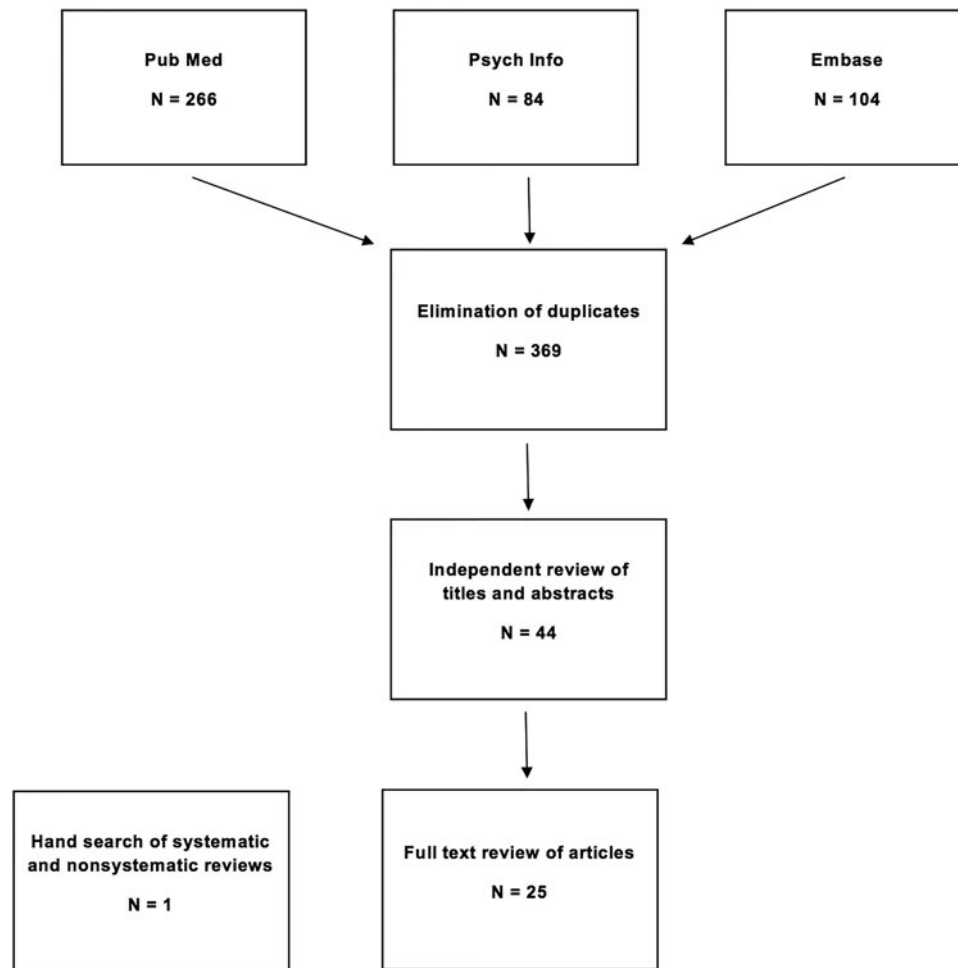 Pub Med
N = 266
Psych Info
N = 84
Embase
N = 104
Elimination of duplicates
N = 369
Independent review of
titles and abstracts
N = 44
Hand search of systematic
and nonsystematic reviews
N = 1
Full text review of articles
N = 25